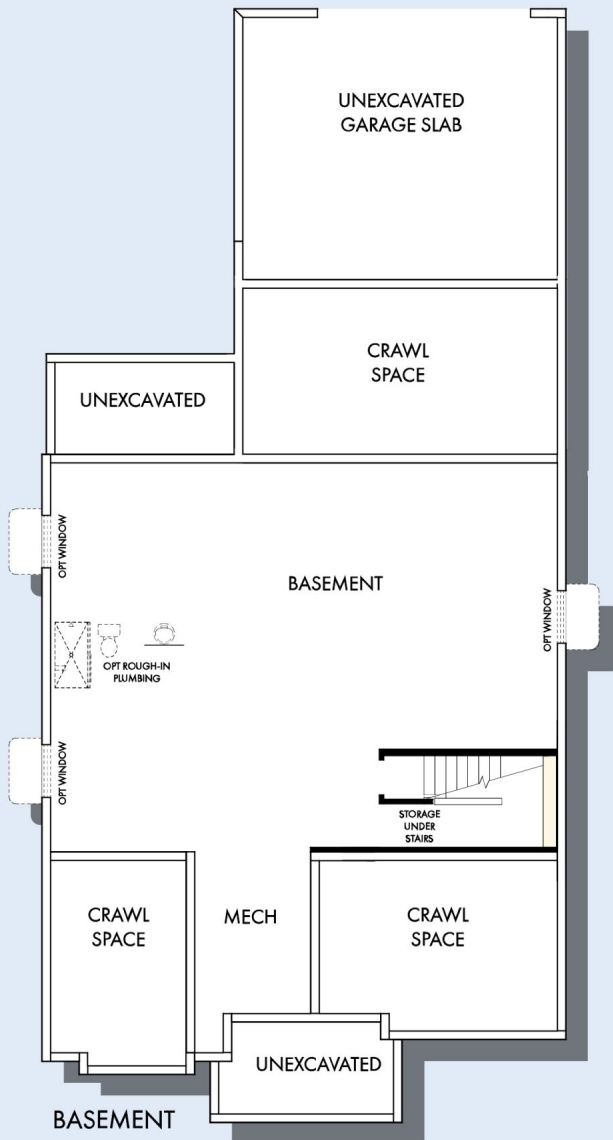 UNEXCAVATED
GARAGE SLAB
CRAWL
SPACE
UNEXCAVATED
OPT WINDOW
BASEMENT
OPT WINDOW
OPT ROUGH-IN
PLUMBING
OPT WINDOW
STORAGE
UNDER
STAIRS
CRAWL
SPACE
MECH
CRAWL
SPACE
UNEXCAVATED
BASEMENT